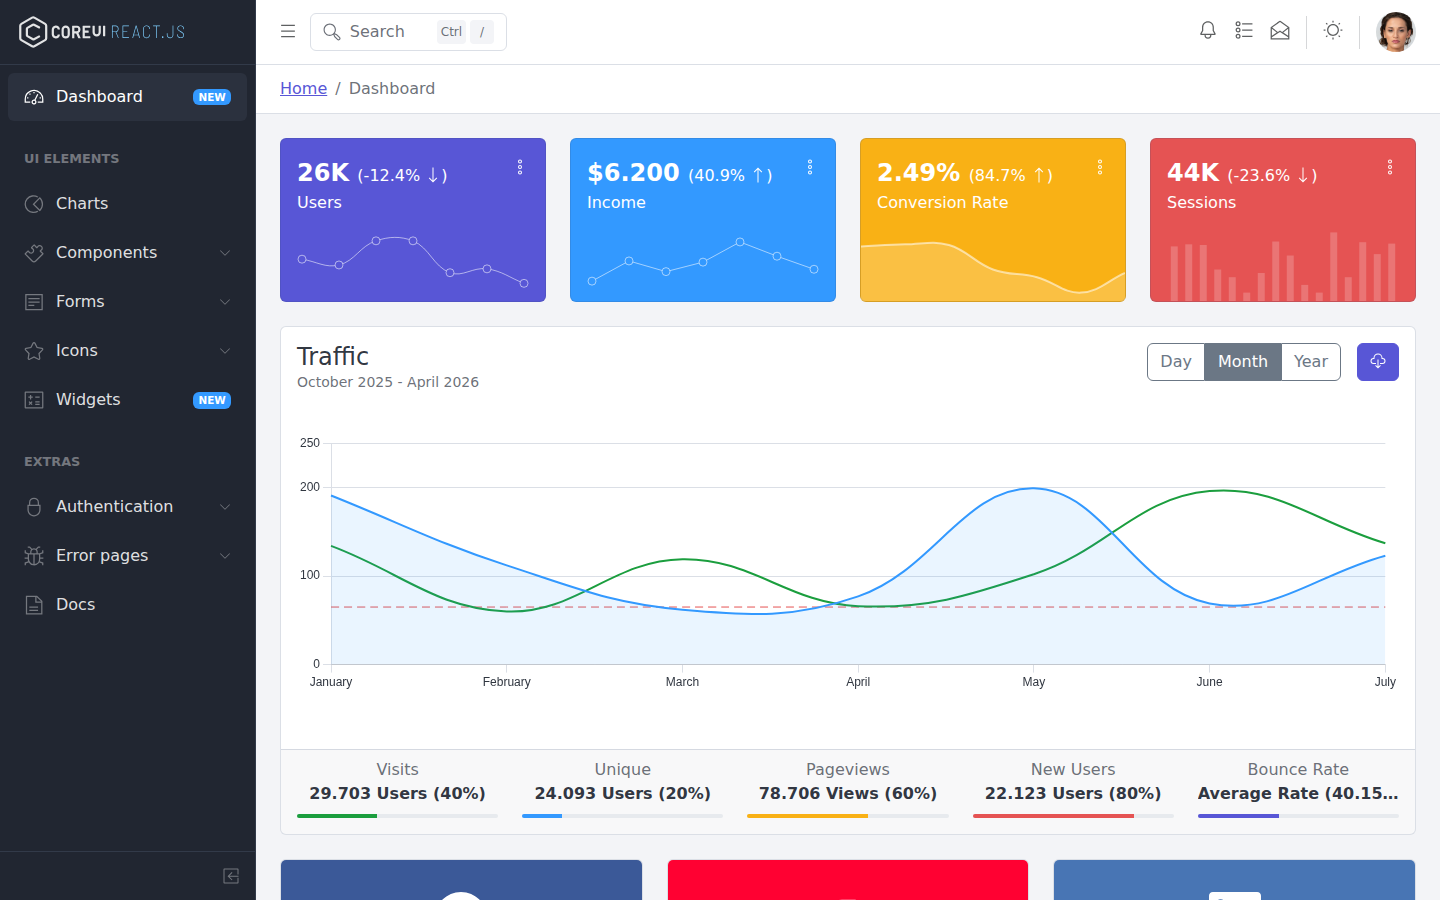 COREUI REACT.JS
Search Ctrl /
Dashboard NEW
Home / Dashboard
UI ELEMENTS
Charts
Components
Forms
Icons
Widgets NEW
EXTRAS
Authentication
Error pages
Docs
26K (-12.4% ↓)
Users
$6.200 (40.9% ↑)
Income
2.49% (84.7% ↑)
Conversion Rate
44K (-23.6% ↓)
Sessions
Traffic
October 2025 - April 2026
Day Month Year
250
200
100
0
January February March April May June July
Visits
29.703 Users (40%)
Unique
24.093 Users (20%)
Pageviews
78.706 Views (60%)
New Users
22.123 Users (80%)
Bounce Rate
Average Rate (40.15...